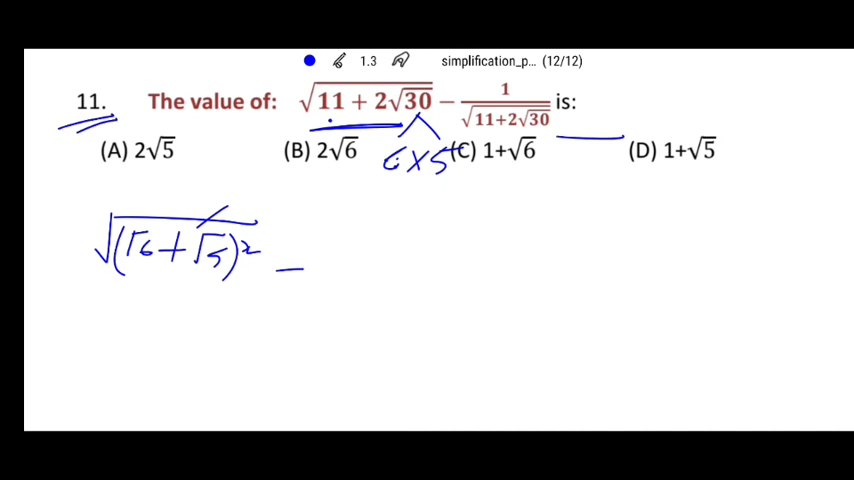 1.3 simplification_p... (12/12)
11. The value of: √(11 + 2√30) − 1/√(11+2√30) is:
(A) 2√5 (B) 2√6 (C) 1+√6 (D) 1+√5
6×5
√(√6 + √5)² −